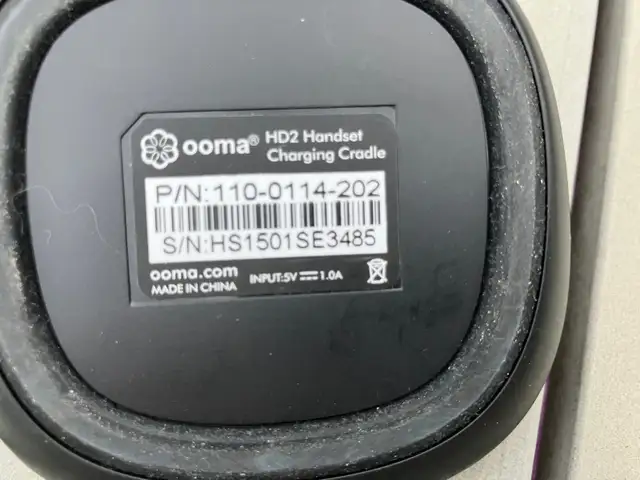 ooma® HD2 Handset
Charging Cradle
P/N:110-0114-202
S/N:HS1501SE3485
ooma.com
MADE IN CHINA INPUT:5V⎓1.0A